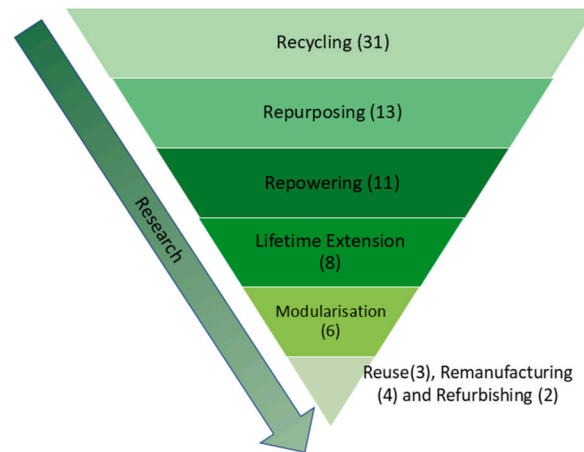 Recycling (31)
Repurposing (13)
Repowering (11)
Research
Lifetime Extension
(8)
Modularisation
(6)
Reuse(3), Remanufacturing
(4) and Refurbishing (2)